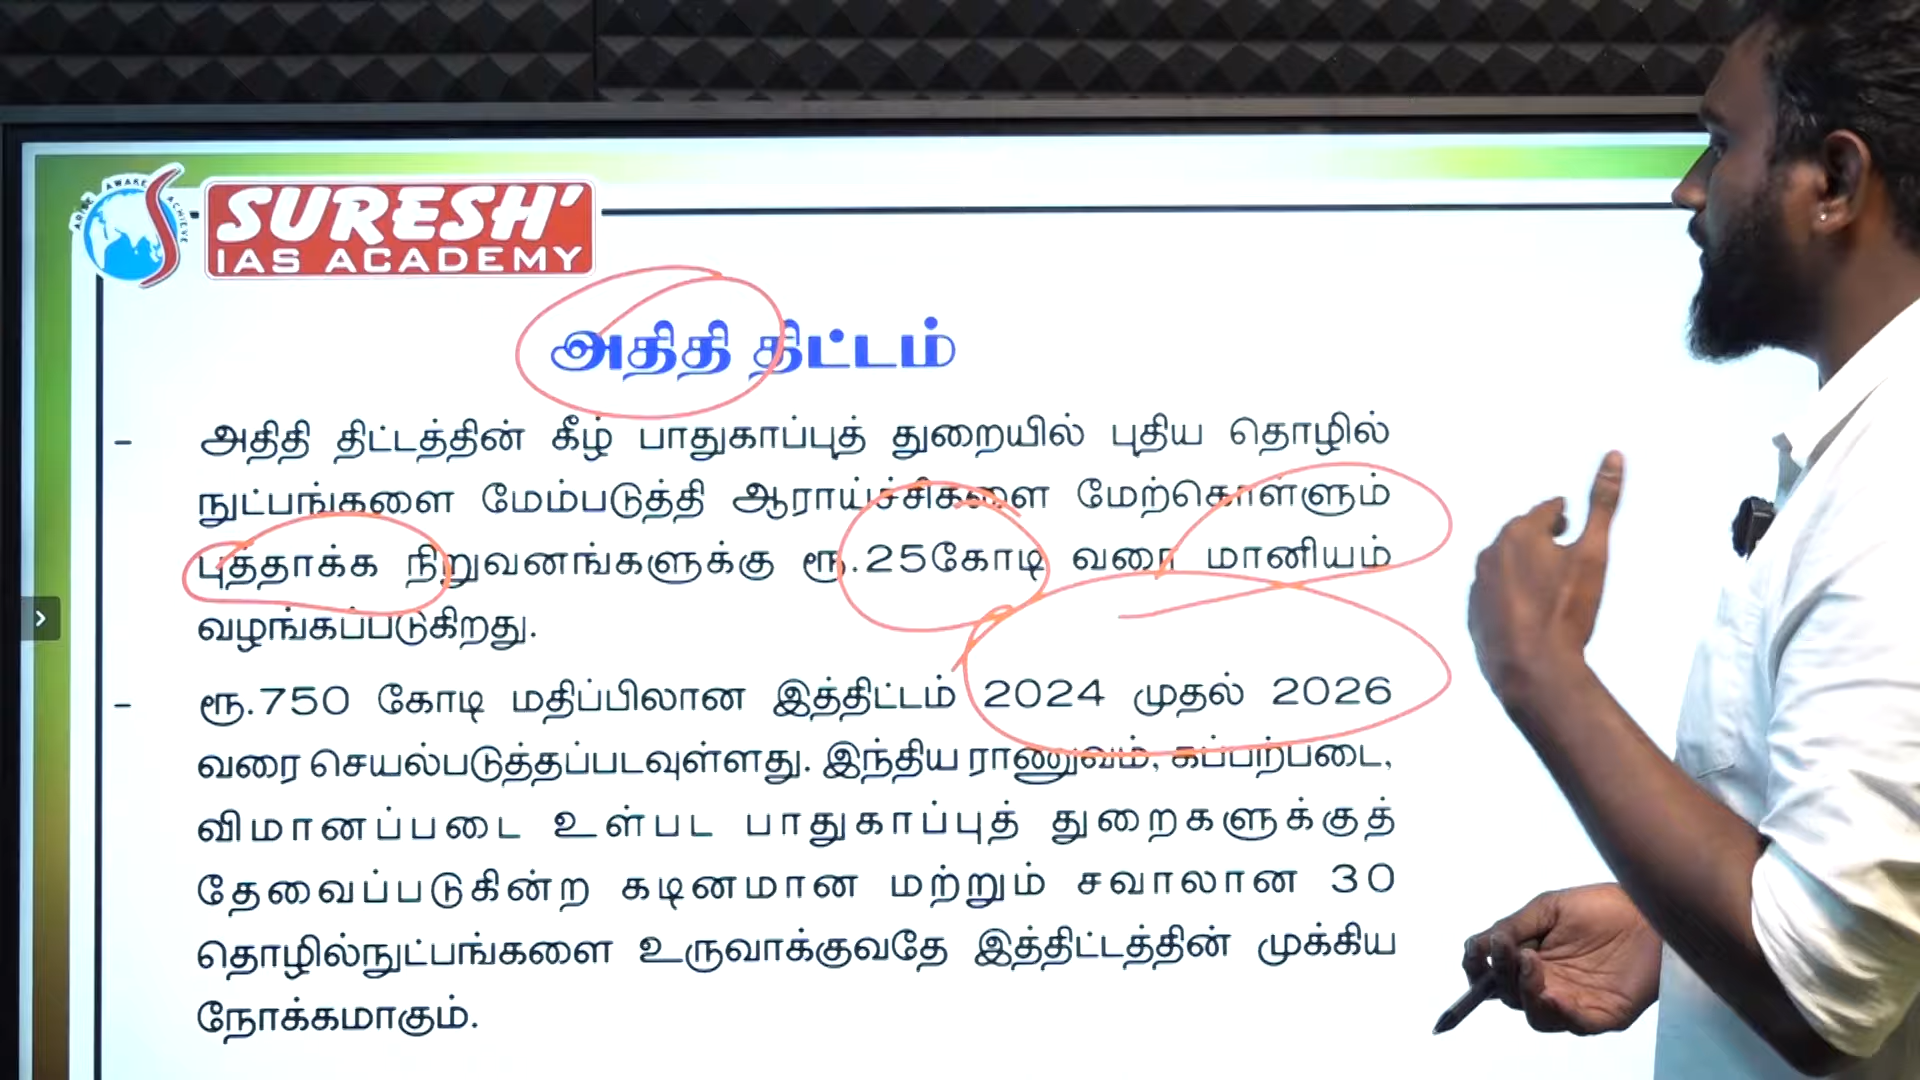 ARISE AWAKE ACHIEVE
SURESH'
IAS ACADEMY
அதிதி திட்டம்
- அதிதி திட்டத்தின் கீழ் பாதுகாப்புத் துறையில் புதிய தொழில்
நுட்பங்களை மேம்படுத்தி ஆராய்ச்சிகளை மேற்கொள்ளும்
புத்தாக்க நிறுவனங்களுக்கு ரூ.25கோடி வரை மானியம்
வழங்கப்படுகிறது.
- ரூ.750 கோடி மதிப்பிலான இத்திட்டம் 2024 முதல் 2026
வரை செயல்படுத்தப்படவுள்ளது. இந்திய ராணுவம், கப்பற்படை,
விமானப்படை உள்பட பாதுகாப்புத் துறைகளுக்குத்
தேவைப்படுகின்ற கடினமான மற்றும் சவாலான 30
தொழில்நுட்பங்களை உருவாக்குவதே இத்திட்டத்தின் முக்கிய
நோக்கமாகும்.